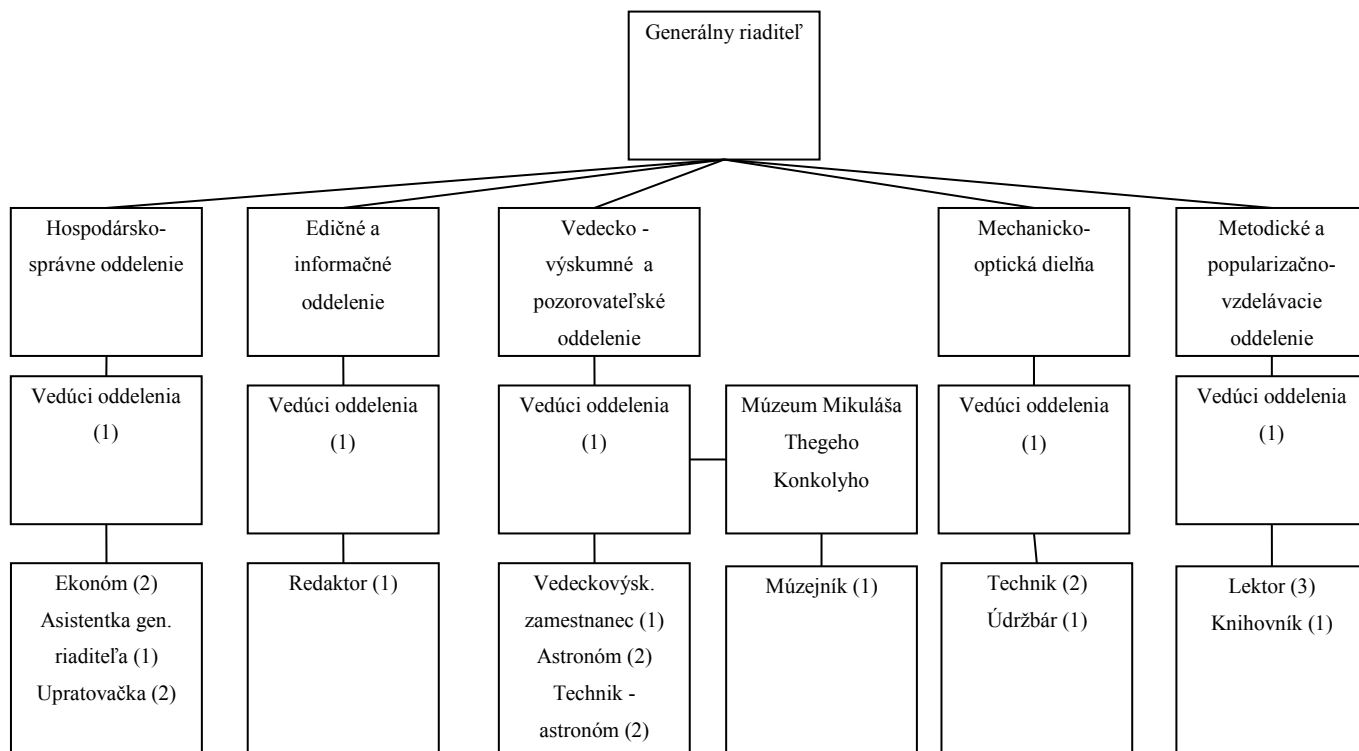 Generálny riaditeľ
Hospodársko-
správne oddelenie
Edičné a
informačné
oddelenie
Vedecko -
výskumné a
pozorovateľské
oddelenie
Mechanicko-
optická dielňa
Metodické a
popularizačno-
vzdelávacie
oddelenie
Vedúci oddelenia
(1)
Vedúci oddelenia
(1)
Vedúci oddelenia
(1)
Múzeum Mikuláša
Thegeho
Konkolyho
Vedúci oddelenia
(1)
Vedúci oddelenia
(1)
Ekonóm (2)
Asistentka gen.
riaditeľa (1)
Upratovačka (2)
Redaktor (1)
Vedeckovýsk.
zamestnanec (1)
Astronóm (2)
Technik -
astronóm (2)
Múzejník (1)
Technik (2)
Údržbár (1)
Lektor (3)
Knihovník (1)